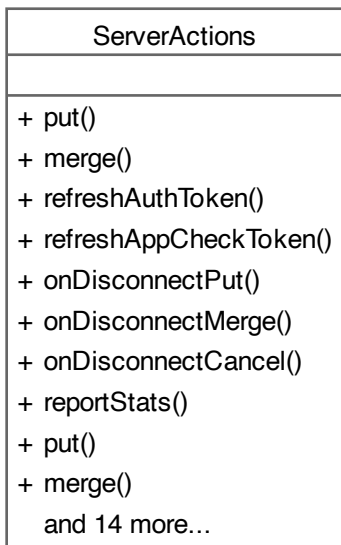 ServerActions
+ put()
+ merge()
+ refreshAuthToken()
+ refreshAppCheckToken()
+ onDisconnectPut()
+ onDisconnectMerge()
+ onDisconnectCancel()
+ reportStats()
+ put()
+ merge()
and 14 more...